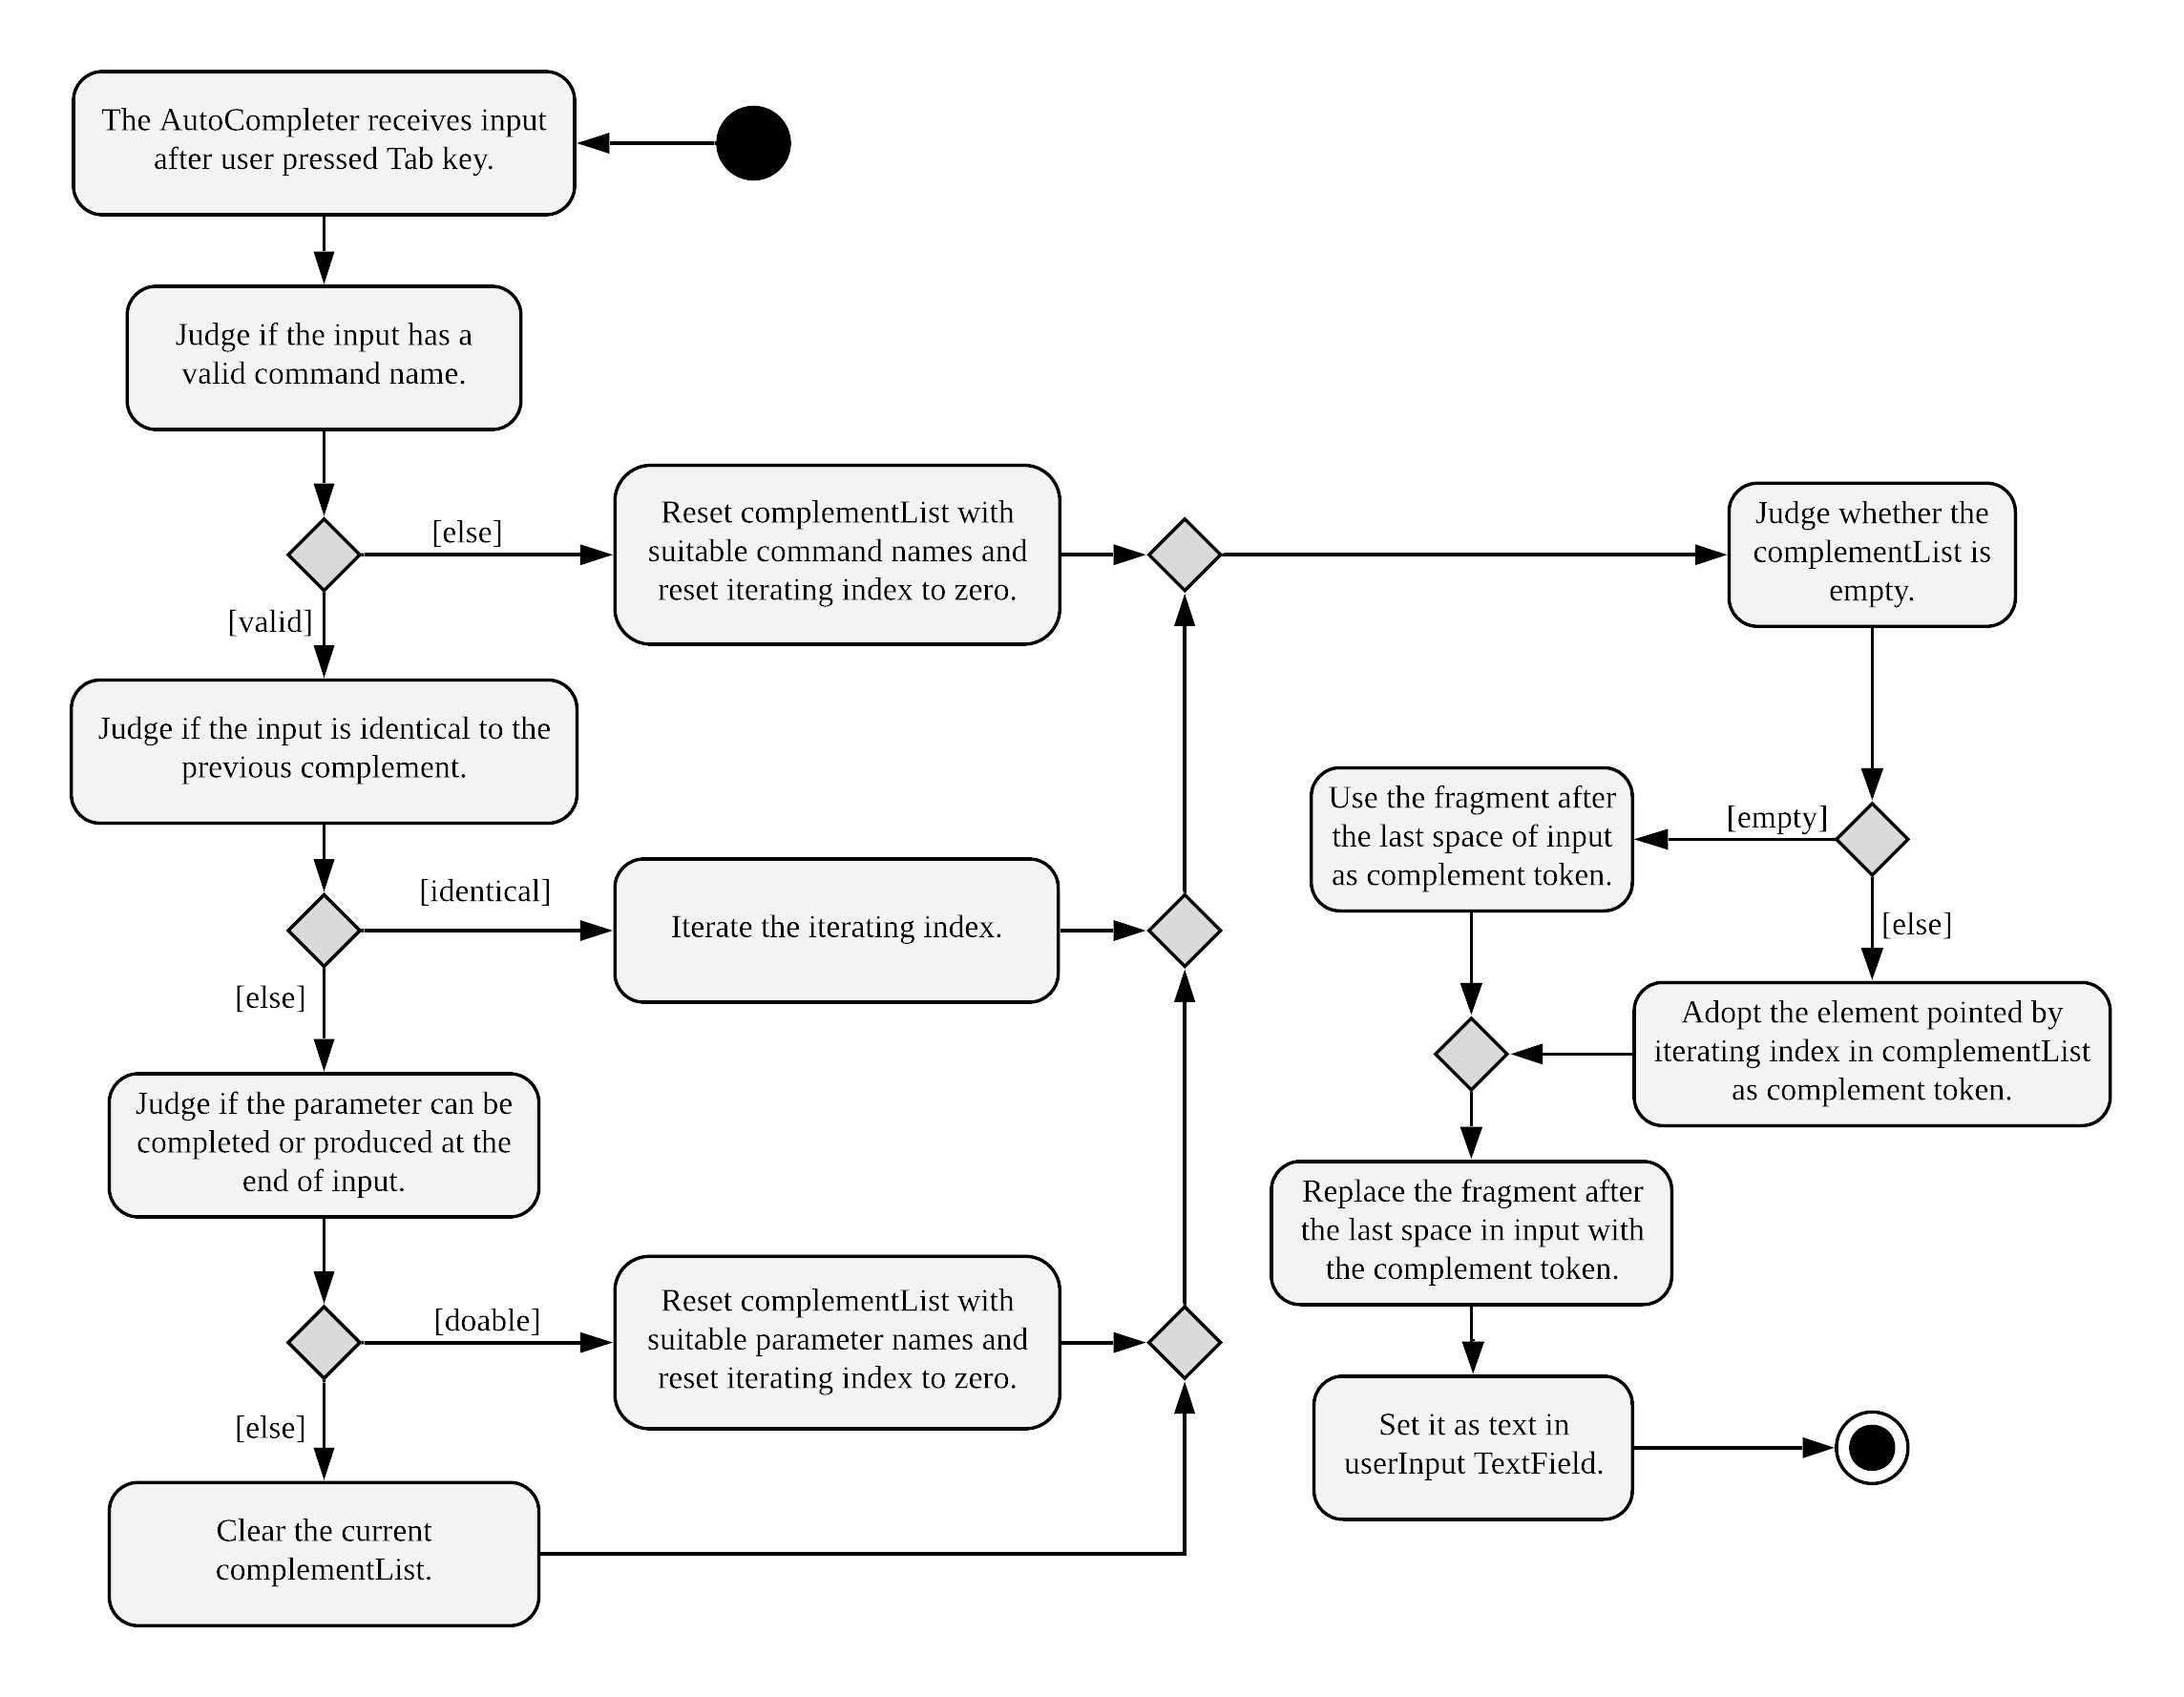 The AutoCompleter receives input
after user pressed Tab key.
Judge if the input has a
valid command name.
[else]
[valid]
Reset complementList with
suitable command names and
reset iterating index to zero.
Judge if the input is identical to the
previous complement.
[identical]
[else]
Iterate the iterating index.
Judge if the parameter can be
completed or produced at the
end of input.
[doable]
[else]
Reset complementList with
suitable parameter names and
reset iterating index to zero.
Clear the current
complementList.
Judge whether the
complementList is
empty.
[empty]
[else]
Use the fragment after
the last space of input
as complement token.
Adopt the element pointed by
iterating index in complementList
as complement token.
Replace the fragment after
the last space in input with
the complement token.
Set it as text in
userInput TextField.